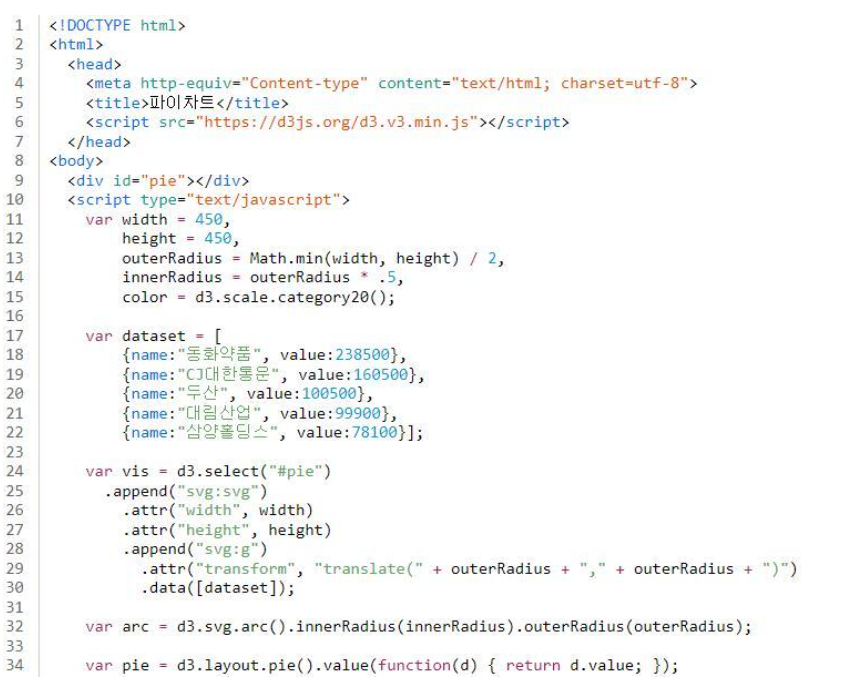 1 <!DOCTYPE html>
2 <html>
3   <head>
4     <meta http-equiv="Content-type" content="text/html; charset=utf-8">
5     <title>파이차트</title>
6     <script src="https://d3js.org/d3.v3.min.js"></script>
7   </head>
8 <body>
9   <div id="pie"></div>
10   <script type="text/javascript">
11     var width = 450,
12         height = 450,
13         outerRadius = Math.min(width, height) / 2,
14         innerRadius = outerRadius * .5,
15         color = d3.scale.category20();
16
17     var dataset = [
18         {name:"동화약품", value:238500},
19         {name:"CJ대한통운", value:160500},
20         {name:"두산", value:100500},
21         {name:"대림산업", value:99900},
22         {name:"삼양홀딩스", value:78100}];
23
24     var vis = d3.select("#pie")
25       .append("svg:svg")
26         .attr("width", width)
27         .attr("height", height)
28         .append("svg:g")
29           .attr("transform", "translate(" + outerRadius + "," + outerRadius + ")")
30           .data([dataset]);
31
32     var arc = d3.svg.arc().innerRadius(innerRadius).outerRadius(outerRadius);
33
34     var pie = d3.layout.pie().value(function(d) { return d.value; });